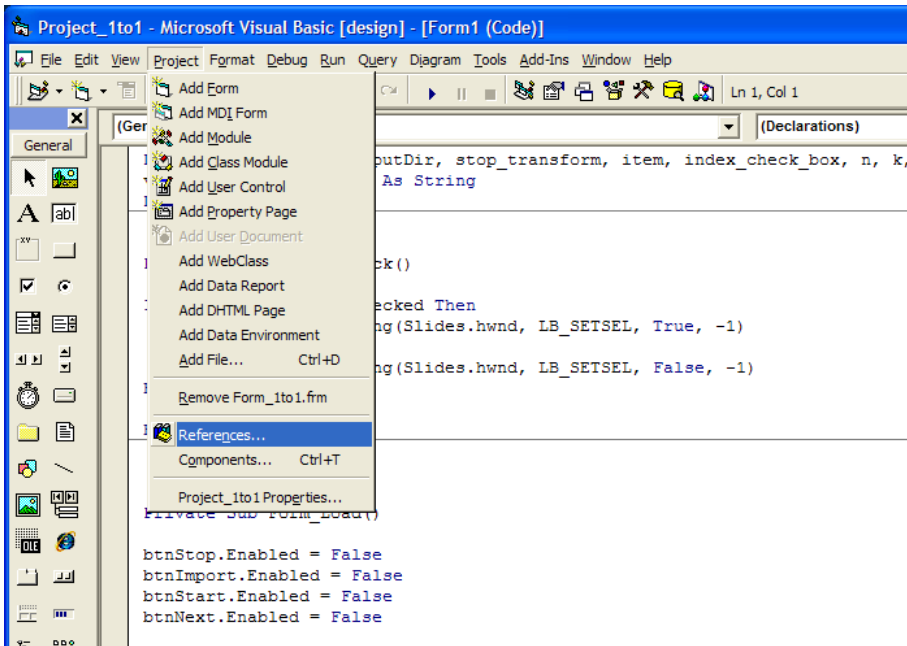 Project_1to1 - Microsoft Visual Basic [design] - [Form1 (Code)]
File Edit View Project Format Debug Run Query Diagram Tools Add-Ins Window Help
Ln 1, Col 1
General
(Declarations)
Add Form
Add MDI Form
Add Module
Add Class Module
Add User Control
Add Property Page
Add User Document
Add WebClass
Add Data Report
Add DHTML Page
Add Data Environment
Add File... Ctrl+D
Remove Form_1to1.frm
References...
Components... Ctrl+T
Project_1to1 Properties...
(Ger
putDir, stop_transform, item, index_check_box, n, k,
As String
ck()
ecked Then
ng(Slides.hwnd, LB_SETSEL, True, -1)
ng(Slides.hwnd, LB_SETSEL, False, -1)
Private Sub Form_Load()
btnStop.Enabled = False
btnImport.Enabled = False
btnStart.Enabled = False
btnNext.Enabled = False
A
ab
XY
OLE